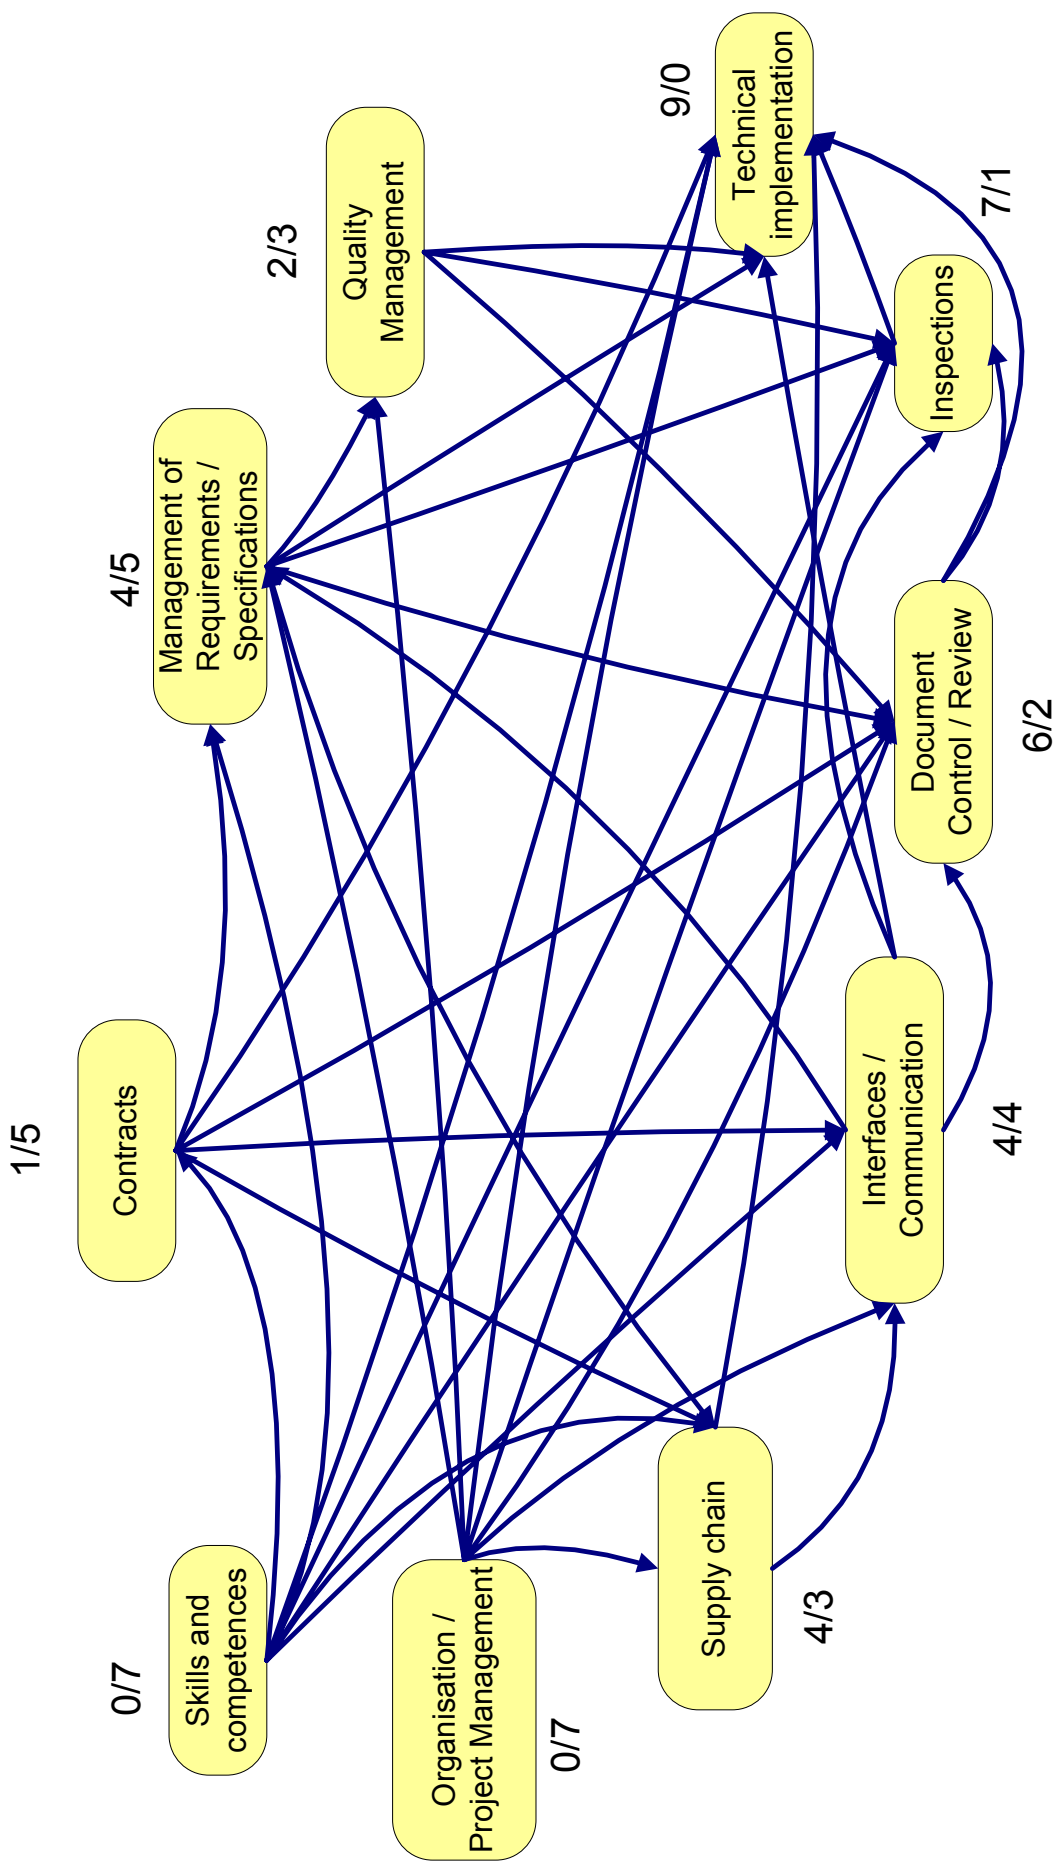 0/7
Skills and
competences
Organisation /
Project Management
0/7
1/5
Contracts
Supply chain
4/3
4/5
Management of
Requirements /
Specifications
Interfaces /
Communication
4/4
2/3
Quality
Management
Document
Control / Review
6/2
9/0
Technical
implementation
Inspections
7/1